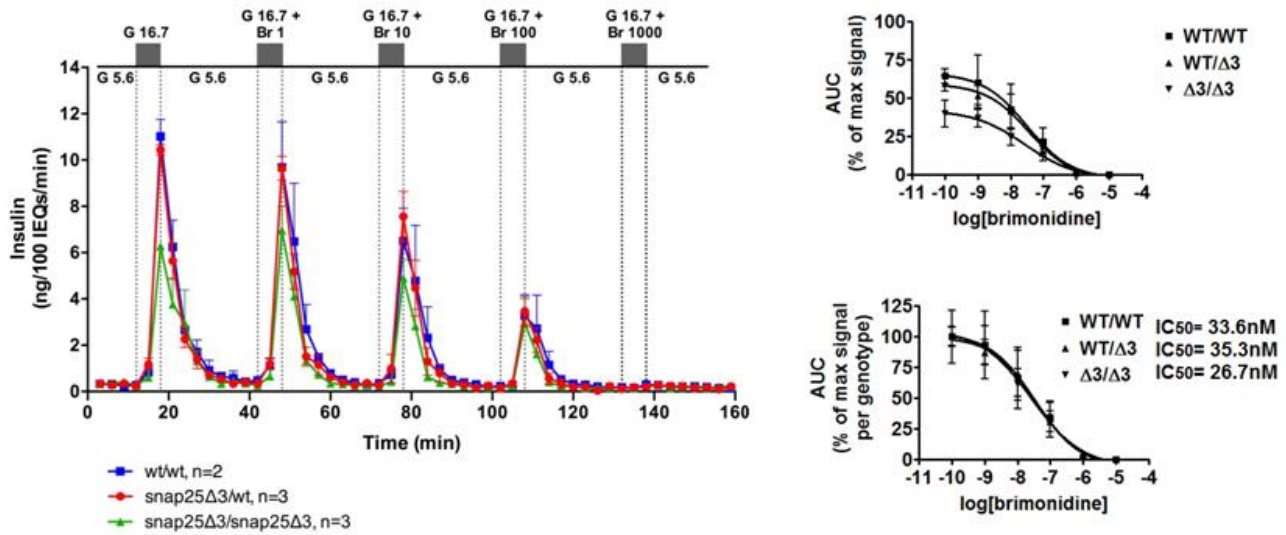 G 16.7
G 16.7 +
Br 1
G 16.7 +
Br 10
G 16.7 +
Br 100
G 16.7 +
Br 1000
G 5.6
G 5.6
G 5.6
G 5.6
G 5.6
G 5.6
Insulin
(ng/100 IEQs/min)
14
12
10
8
6
4
2
0
0
20
40
60
80
100
120
140
160
Time (min)
wt/wt, n=2
snap25Δ3/wt, n=3
snap25Δ3/snap25Δ3, n=3
AUC
(% of max signal)
100
75
50
25
0
-11 -10 -9 -8 -7 -6 -5 -4
log[brimonidine]
WT/WT
WT/Δ3
Δ3/Δ3
AUC
(% of max signal
per genotype)
125
100
75
50
25
0
-11 -10 -9 -8 -7 -6 -5 -4
log[brimonidine]
WT/WT IC50= 33.6nM
WT/Δ3 IC50= 35.3nM
Δ3/Δ3 IC50= 26.7nM